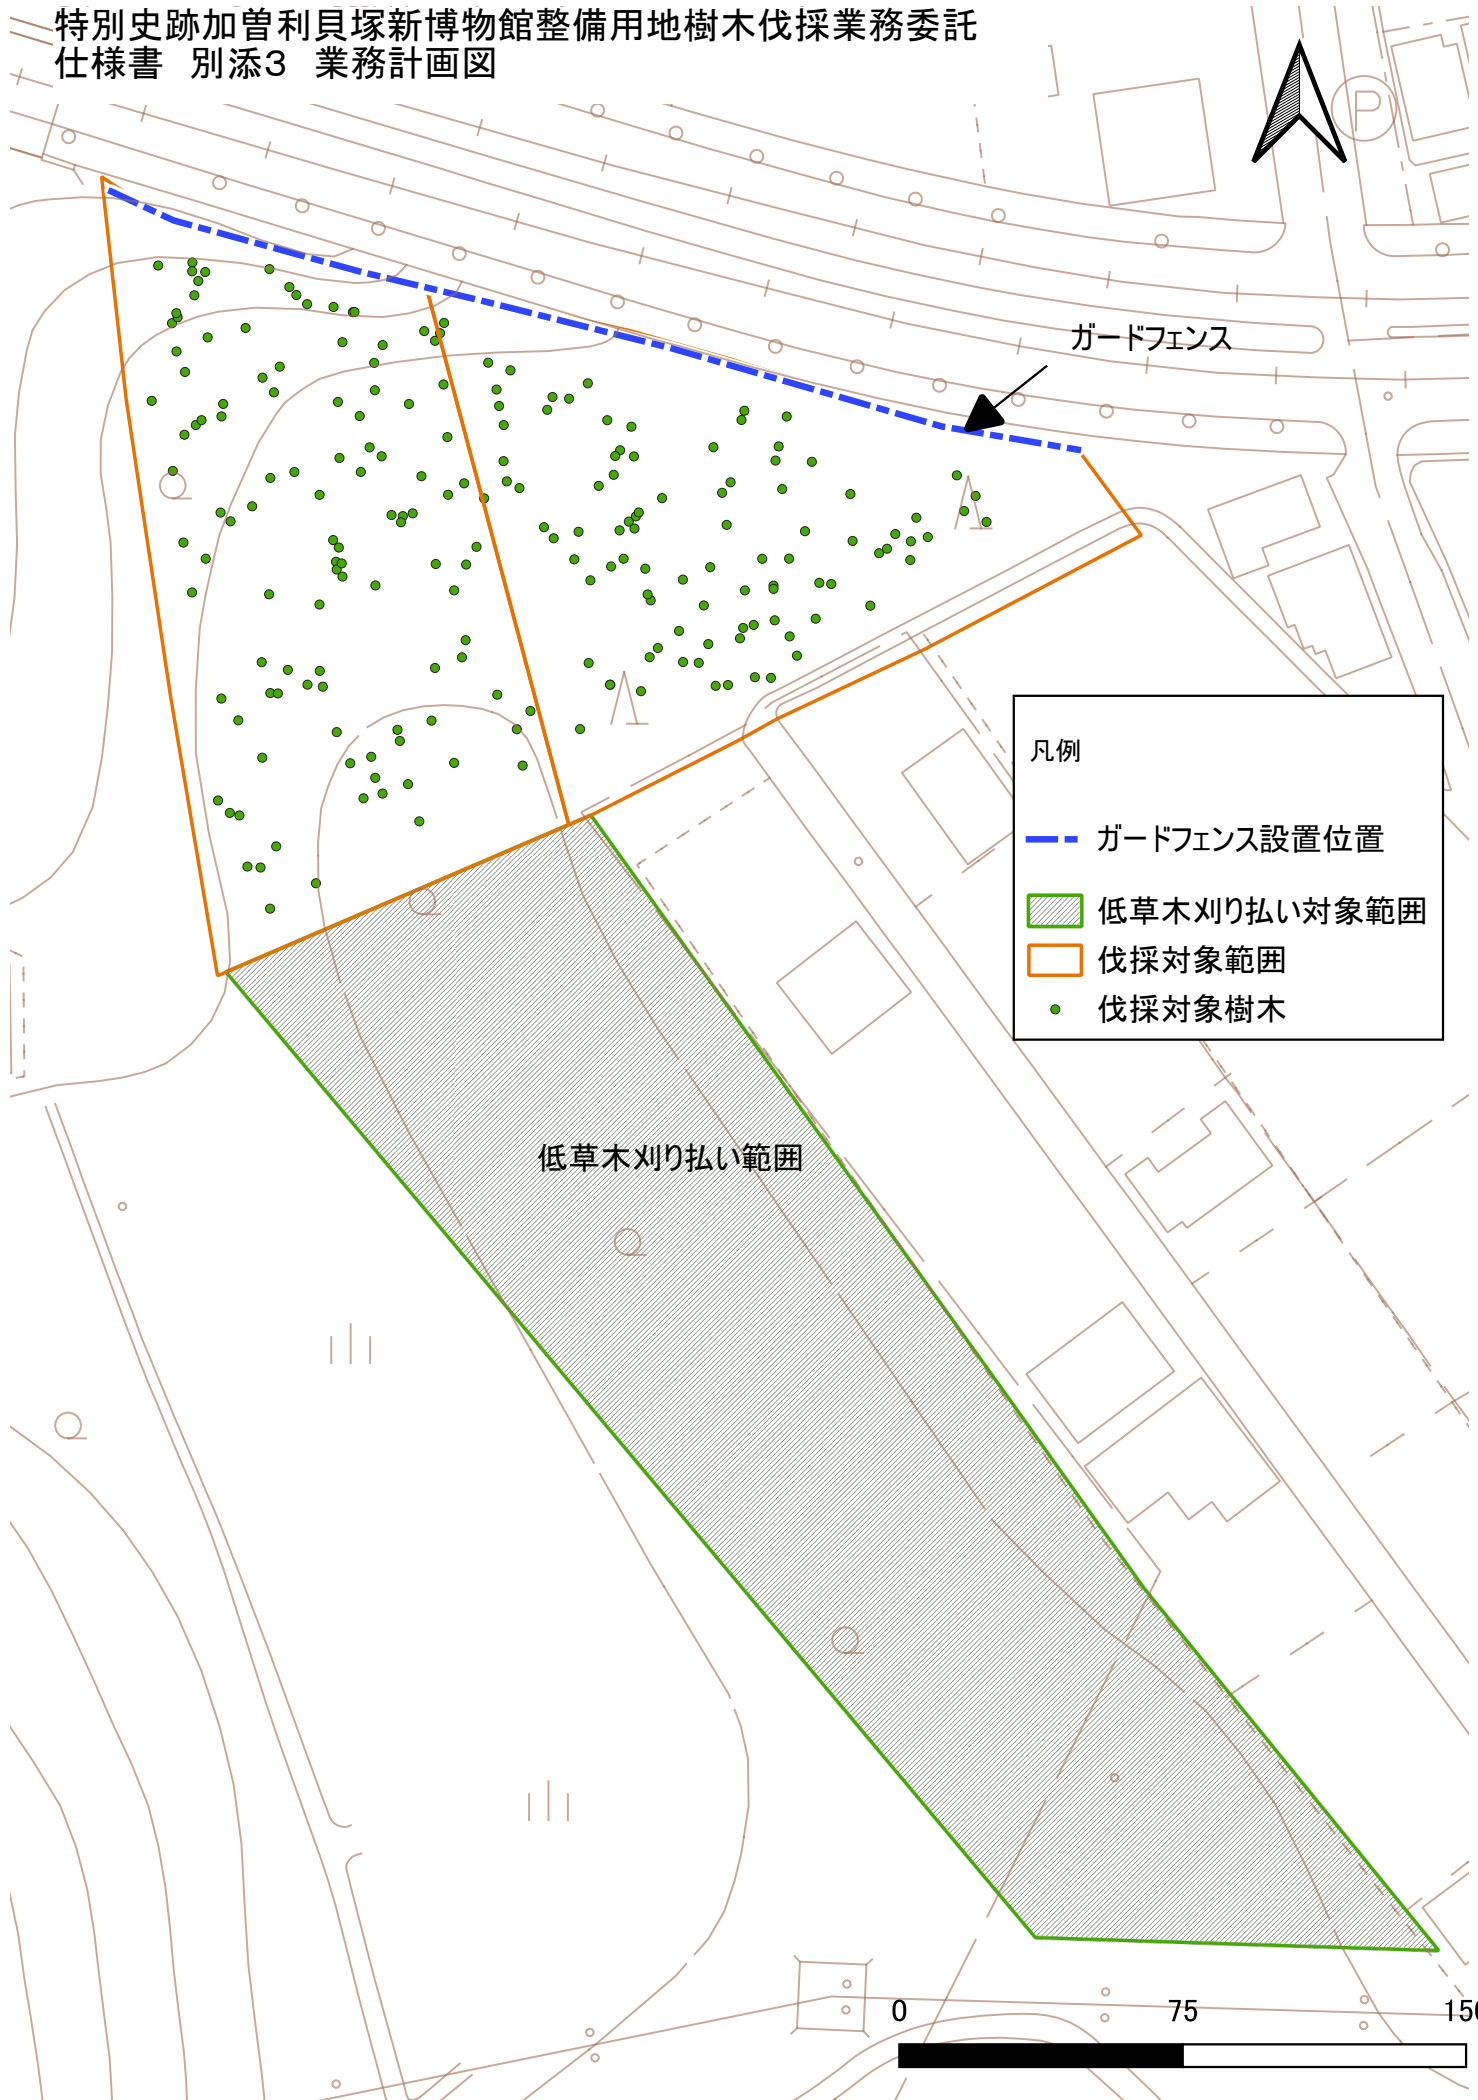 特別史跡加曽利貝塚新博物館整備用地樹木伐採業務委託
仕様書　別添3　業務計画図
P
ガードフェンス
凡例
ガードフェンス設置位置
低草木刈り払い対象範囲
伐採対象範囲
伐採対象樹木
低草木刈り払い範囲
0 75 150